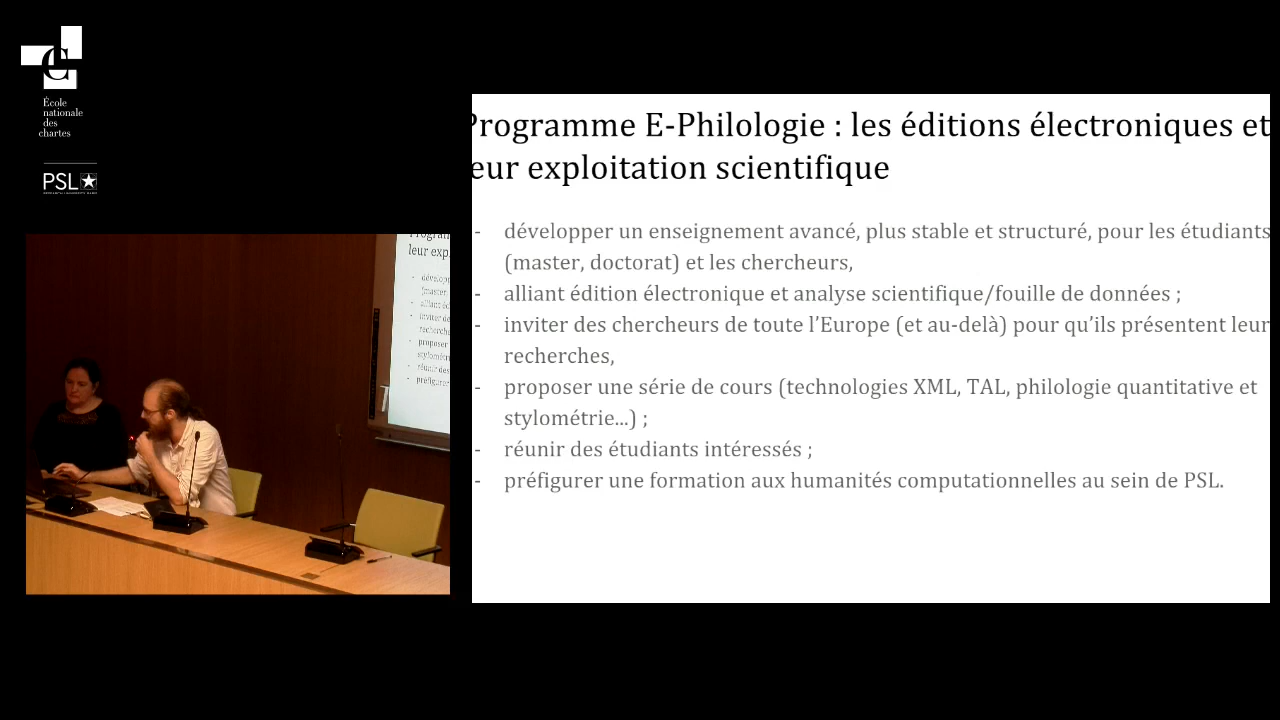 École
nationale
des
chartes
PSL
Programme E-Philologie : les éditions électroniques et
leur exploitation scientifique
- développer un enseignement avancé, plus stable et structuré, pour les étudiants
(master, doctorat) et les chercheurs,
- alliant édition électronique et analyse scientifique/fouille de données ;
- inviter des chercheurs de toute l’Europe (et au-delà) pour qu’ils présentent leur
recherches,
- proposer une série de cours (technologies XML, TAL, philologie quantitative et
stylométrie...) ;
- réunir des étudiants intéressés ;
- préfigurer une formation aux humanités computationnelles au sein de PSL.
leur exp